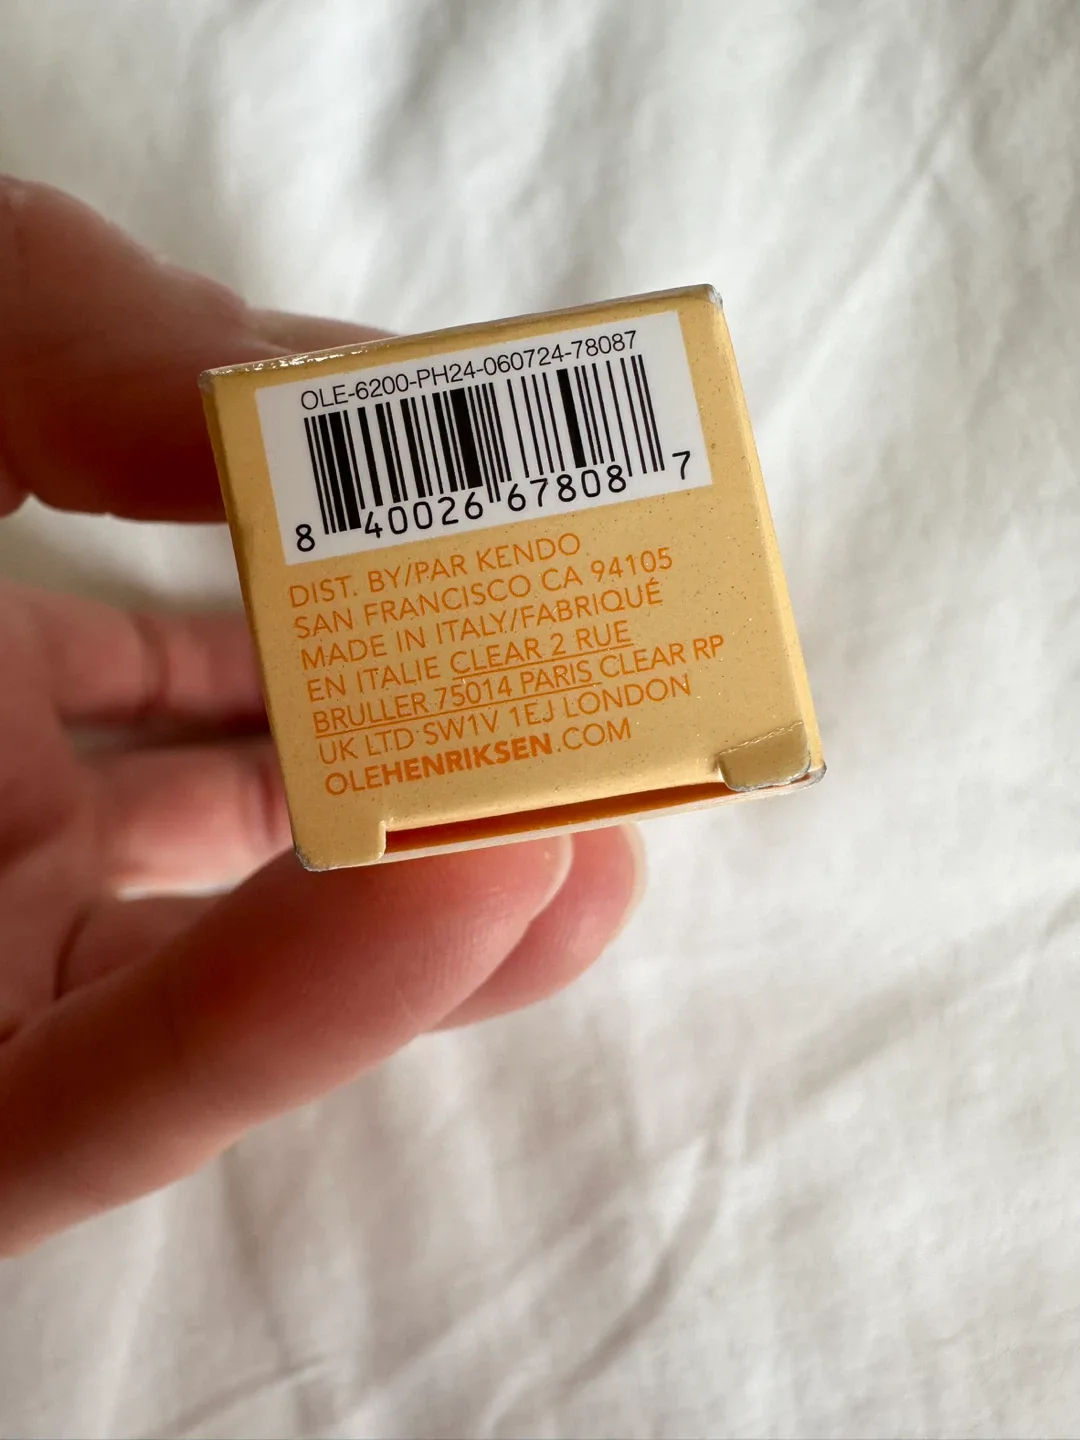 OLE-6200-PH24-060724-78087
8 40026 67808 7
DIST. BY/PAR KENDO
SAN FRANCISCO CA 94105
MADE IN ITALY/FABRIQUÉ
EN ITALIE CLEAR 2 RUE
BRULLER 75014 PARIS CLEAR RP
UK LTD SW1V 1EJ LONDON
OLEHENRIKSEN.COM